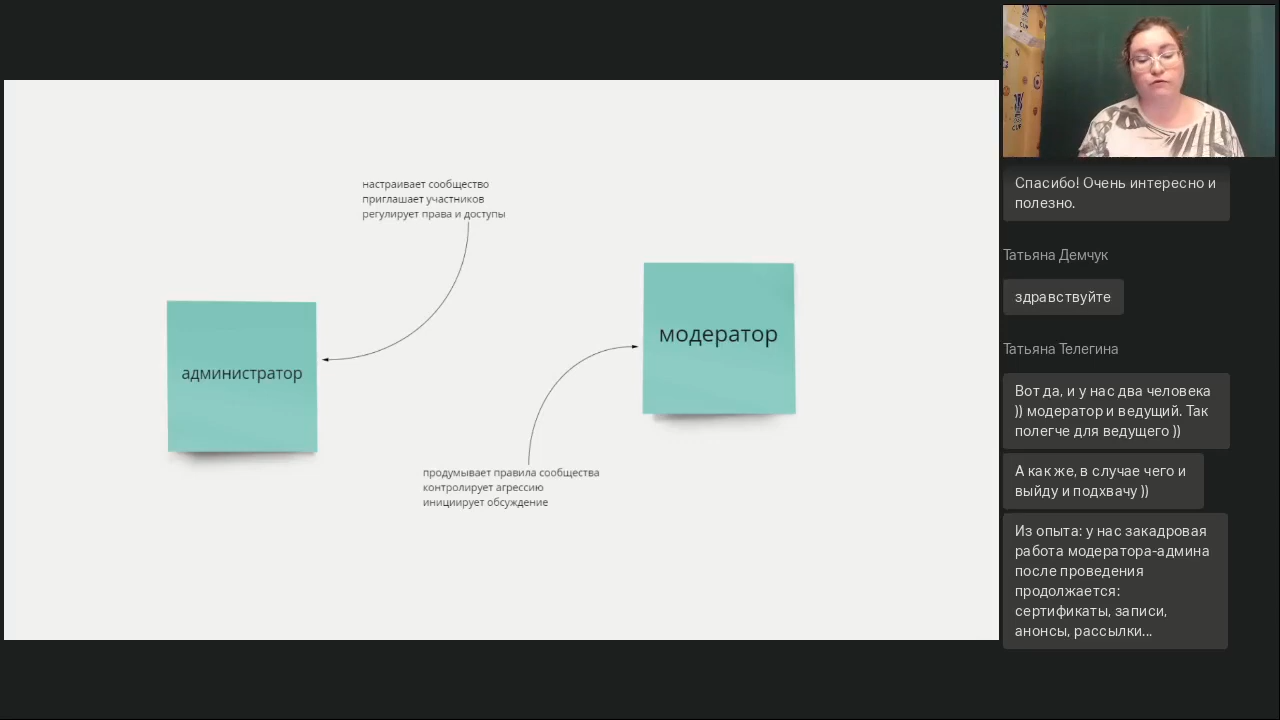 настраивает сообщество
приглашает участников
регулирует права и доступы
администратор
модератор
продумывает правила сообщества
контролирует агрессию
инициирует обсуждение
Спасибо! Очень интересно и
полезно.
Татьяна Демчук
здравствуйте
Татьяна Телегина
Вот да, и у нас два человека
)) модератор и ведущий. Так
полегче для ведущего ))
А как же, в случае чего и
выйду и подхвачу ))
Из опыта: у нас закадровая
работа модератора-админа
после проведения
продолжается:
сертификаты, записи,
анонсы, рассылки...